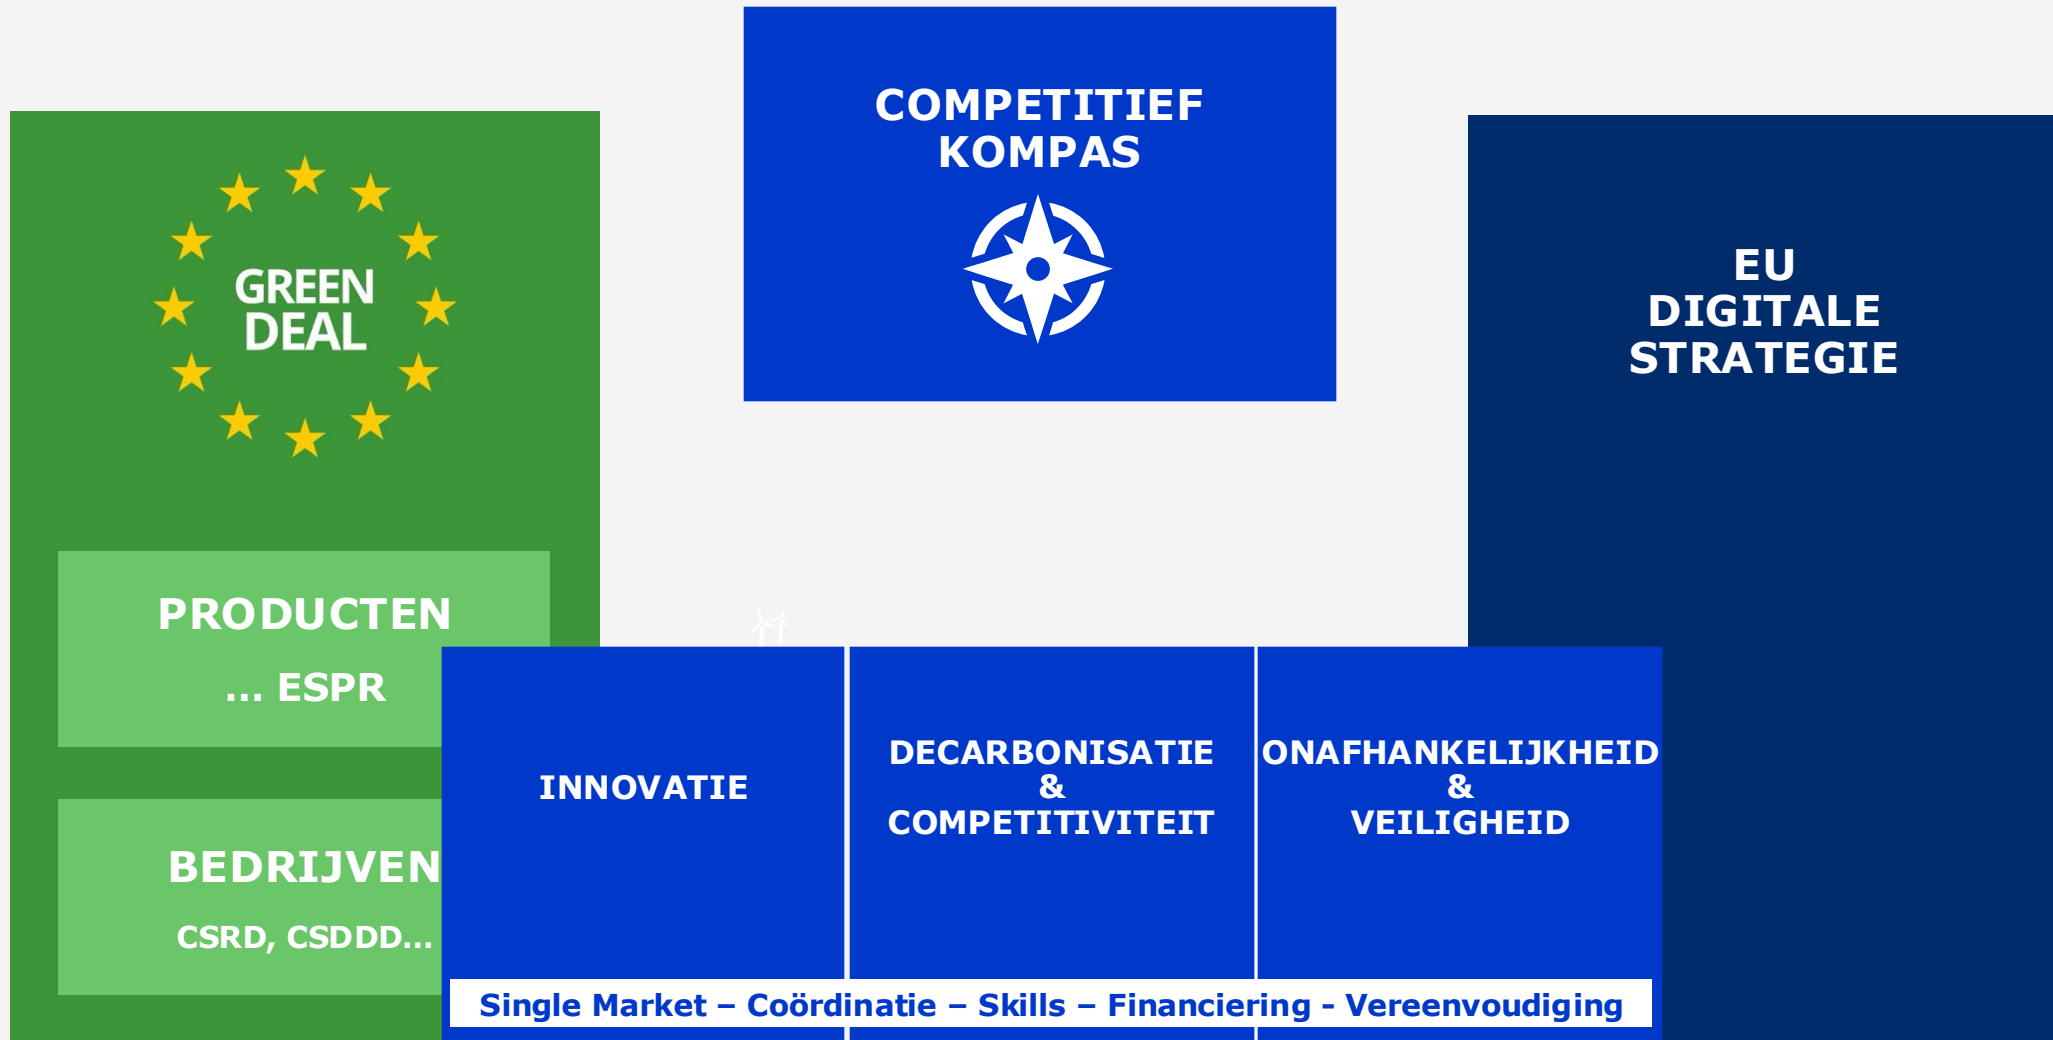 COMPETITIEF
KOMPAS
GREEN
DEAL
EU
DIGITALE
STRATEGIE
PRODUCTEN
... ESPR
BEDRIJVEN
CSRD, CSDDD...
INNOVATIE
DECARBONISATIE
&
COMPETITIVITEIT
ONAFHANKELIJKHEID
&
VEILIGHEID
Single Market – Coördinatie – Skills – Financiering - Vereenvoudiging